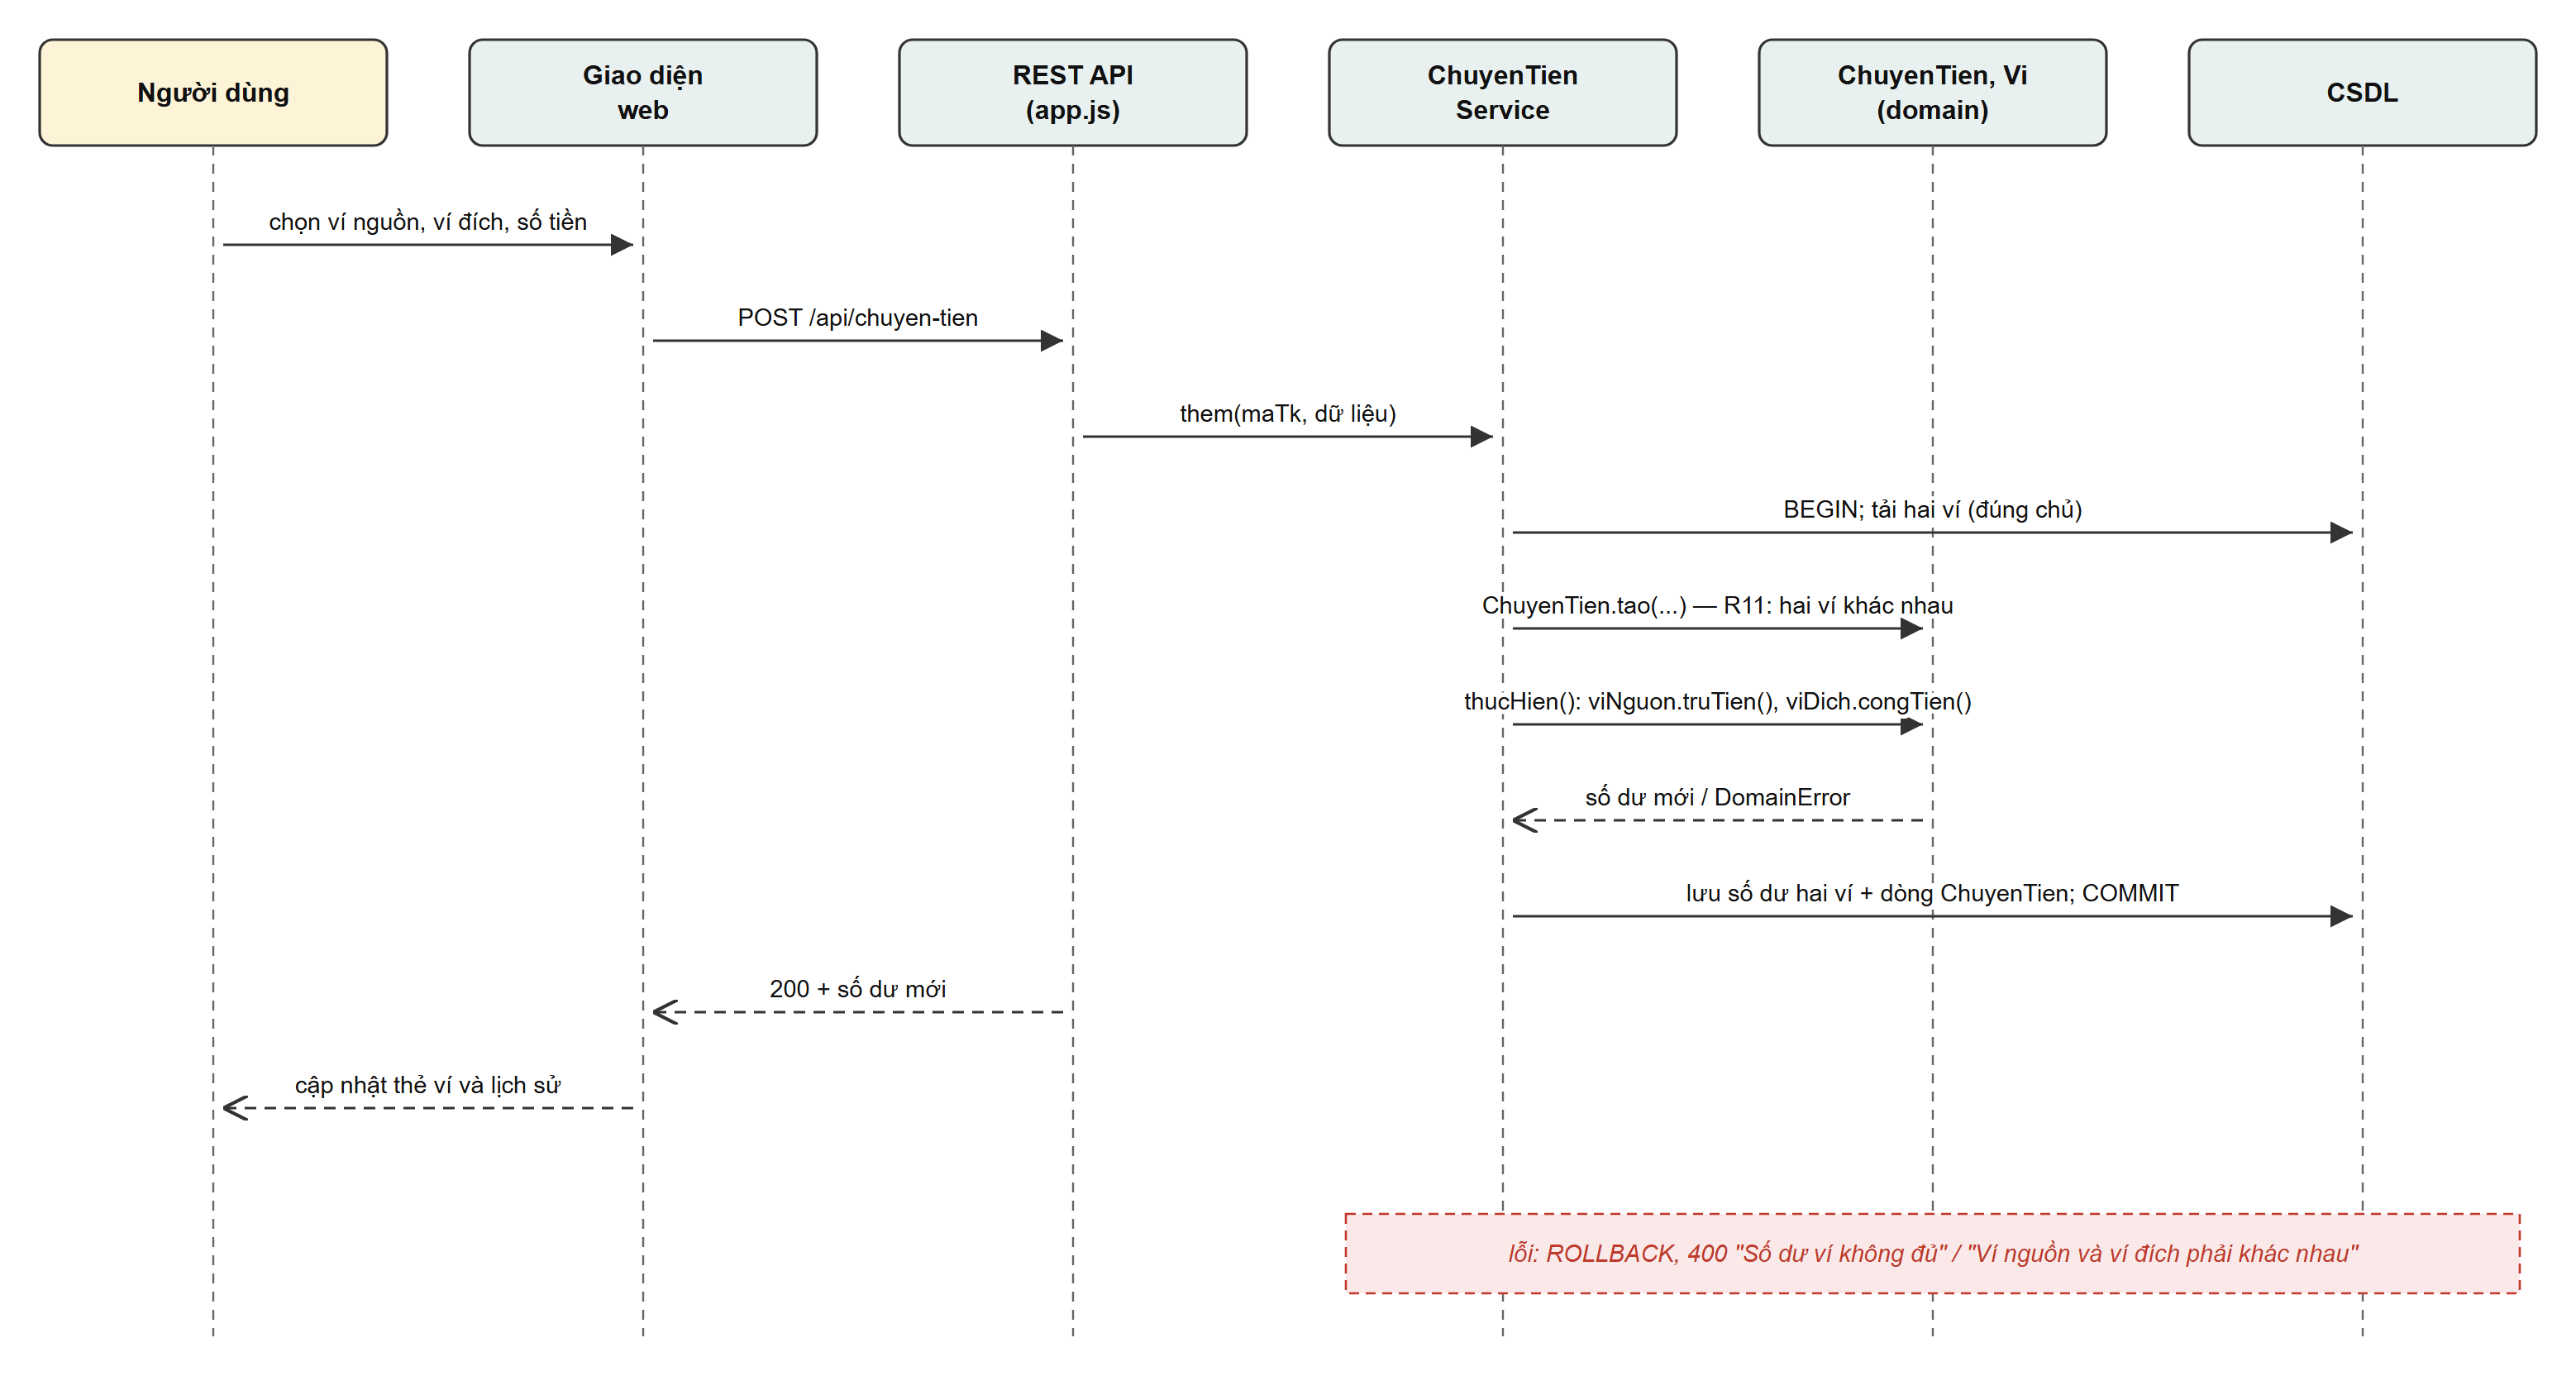 Người dùng
Giao diện
web
REST API
(app.js)
ChuyenTien
Service
ChuyenTien, Vi
(domain)
CSDL
chọn ví nguồn, ví đích, số tiền
POST /api/chuyen-tien
them(maTk, dữ liệu)
BEGIN; tải hai ví (đúng chủ)
ChuyenTien.tao(...) — R11: hai ví khác nhau
thucHien(): viNguon.truTien(), viDich.congTien()
số dư mới / DomainError
lưu số dư hai ví + dòng ChuyenTien; COMMIT
200 + số dư mới
cập nhật thẻ ví và lịch sử
lỗi: ROLLBACK, 400 "Số dư ví không đủ" / "Ví nguồn và ví đích phải khác nhau"